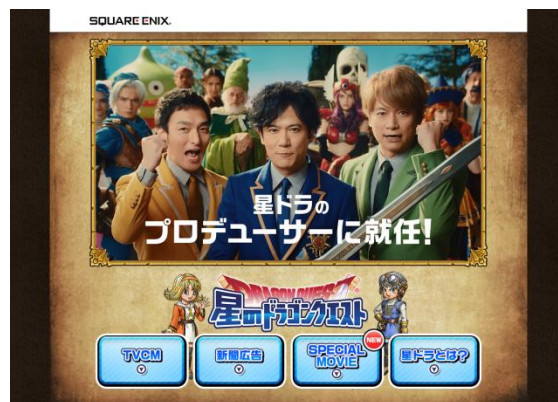 SQUARE ENIX.
星ドラの
プロデューサーに就任!
DRAGON QUEST
星のドラゴンクエスト
NEW
TVCM
新聞広告
SPECIAL
MOVIE
星ドラとは?